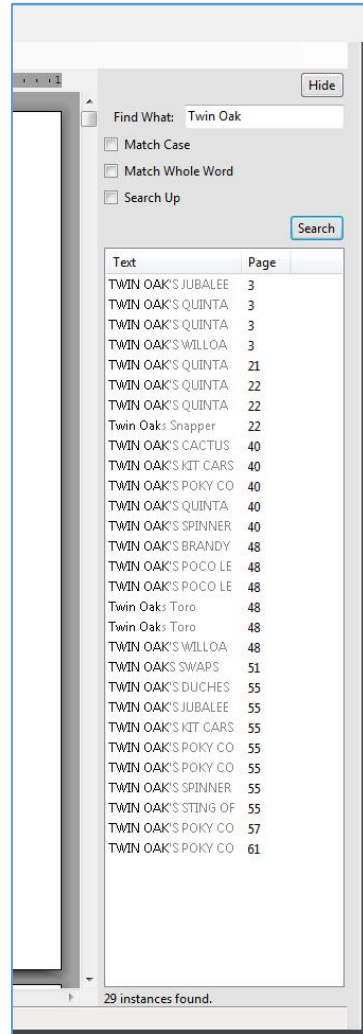 1
Hide
Find What: Twin Oak
Match Case
Match Whole Word
Search Up
Search
Text Page
TWIN OAK'S JUBALEE 3
TWIN OAK'S QUINTA 3
TWIN OAK'S QUINTA 3
TWIN OAK'S WILLOA 3
TWIN OAK'S QUINTA 21
TWIN OAK'S QUINTA 22
TWIN OAK'S QUINTA 22
Twin Oaks Snapper 22
TWIN OAK'S CACTUS 40
TWIN OAK'S KIT CARS 40
TWIN OAK'S POKY CO 40
TWIN OAK'S QUINTA 40
TWIN OAK'S SPINNER 40
TWIN OAK'S BRANDY 48
TWIN OAK'S POCO LE 48
TWIN OAK'S POCO LE 48
Twin Oaks Toro 48
Twin Oaks Toro 48
TWIN OAK'S WILLOA 48
TWIN OAKS SWAPS 51
TWIN OAK'S DUCHES 55
TWIN OAK'S JUBALEE 55
TWIN OAK'S KIT CARS 55
TWIN OAK'S POKY CO 55
TWIN OAK'S POKY CO 55
TWIN OAK'S SPINNER 55
TWIN OAK'S STING OF 55
TWIN OAK'S POKY CO 57
TWIN OAK'S POKY CO 61
29 instances found.